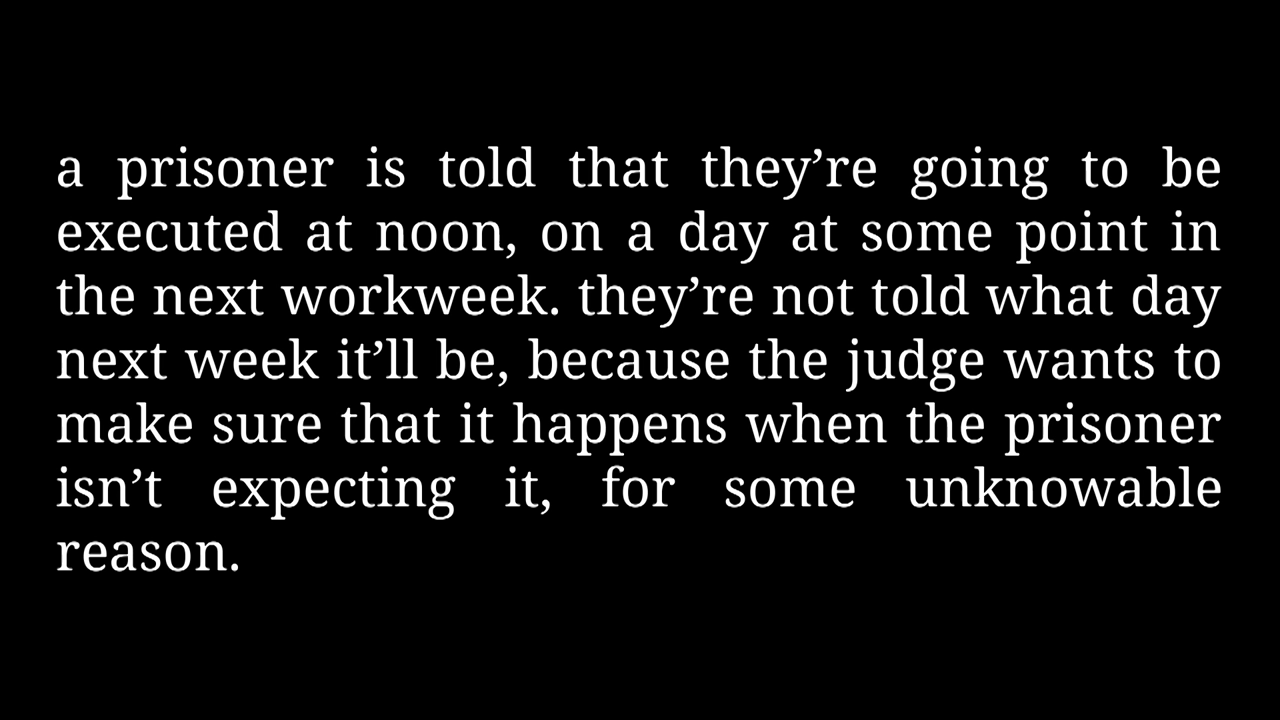 a prisoner is told that they’re going to be
executed at noon, on a day at some point in
the next workweek. they’re not told what day
next week it’ll be, because the judge wants to
make sure that it happens when the prisoner
isn’t expecting it, for some unknowable
reason.